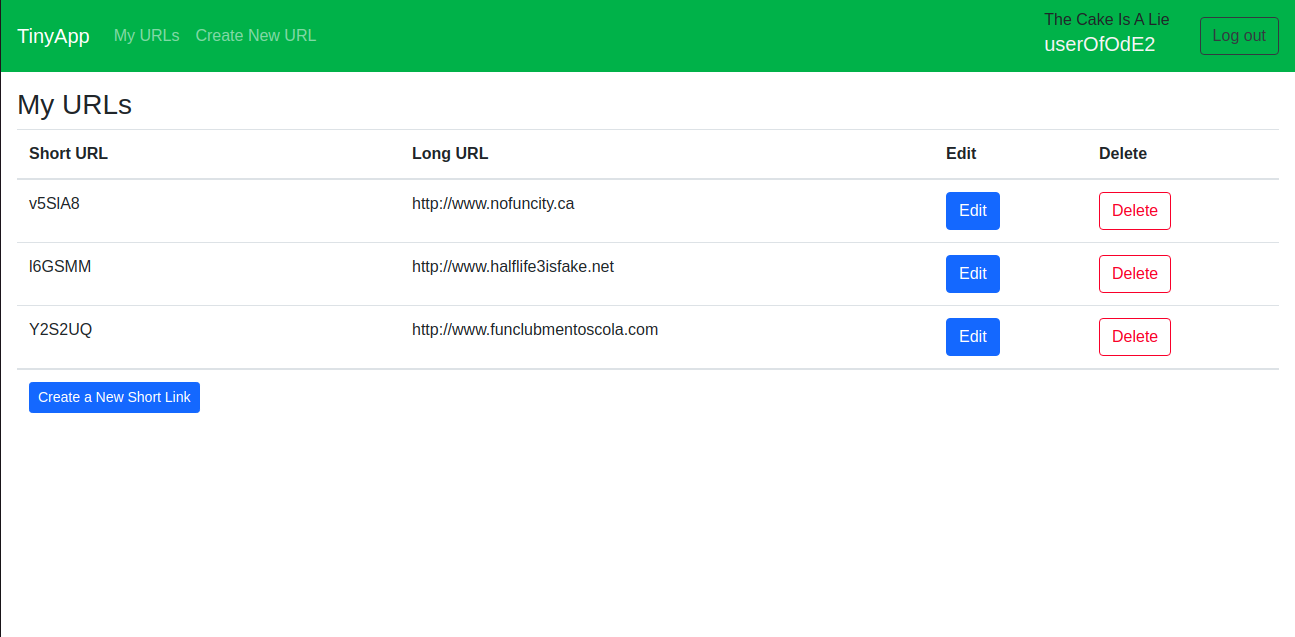 TinyApp My URLs Create New URL
The Cake Is A Lie
userOfOdE2
Log out
My URLs
Short URL Long URL Edit Delete
v5SlA8 http://www.nofuncity.ca Edit Delete
l6GSMM http://www.halflife3isfake.net Edit Delete
Y2S2UQ http://www.funclubmentoscola.com Edit Delete
Create a New Short Link